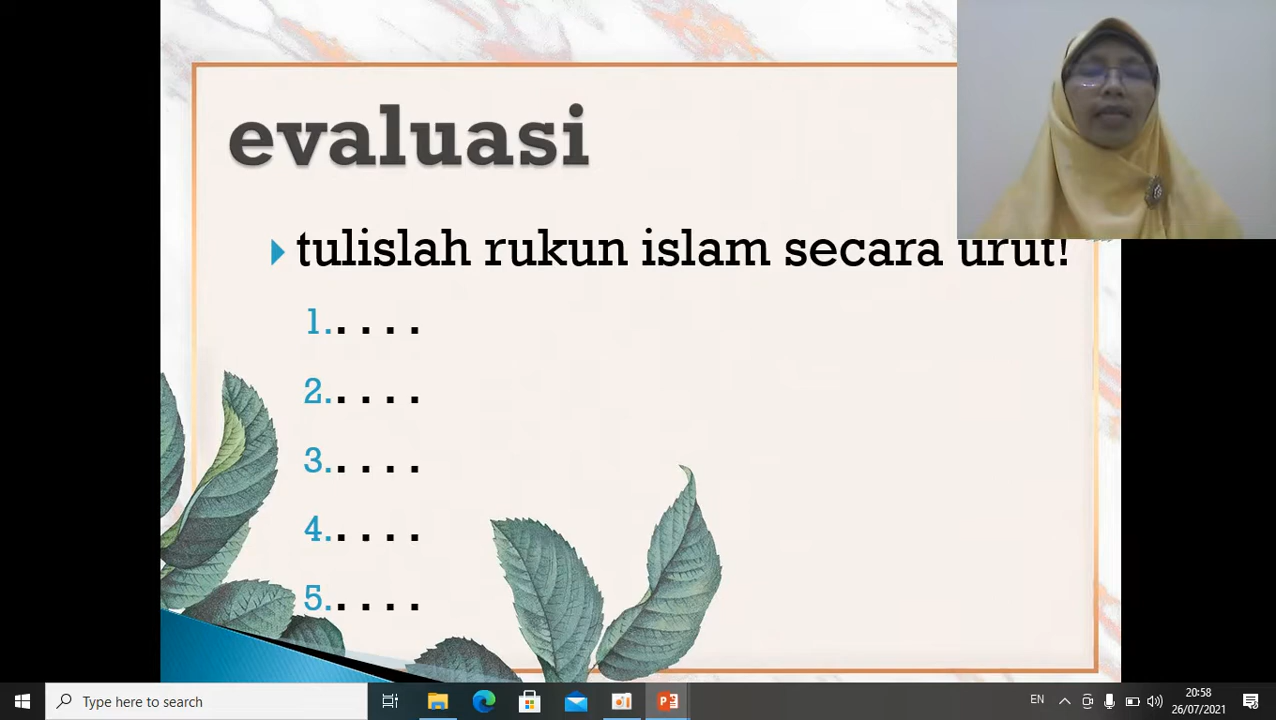 evaluasi
tulislah rukun islam secara urut!
1. . . . .
2. . . . .
3. . . . .
4. . . . .
5. . . . .
Type here to search
EN
20:58
26/07/2021